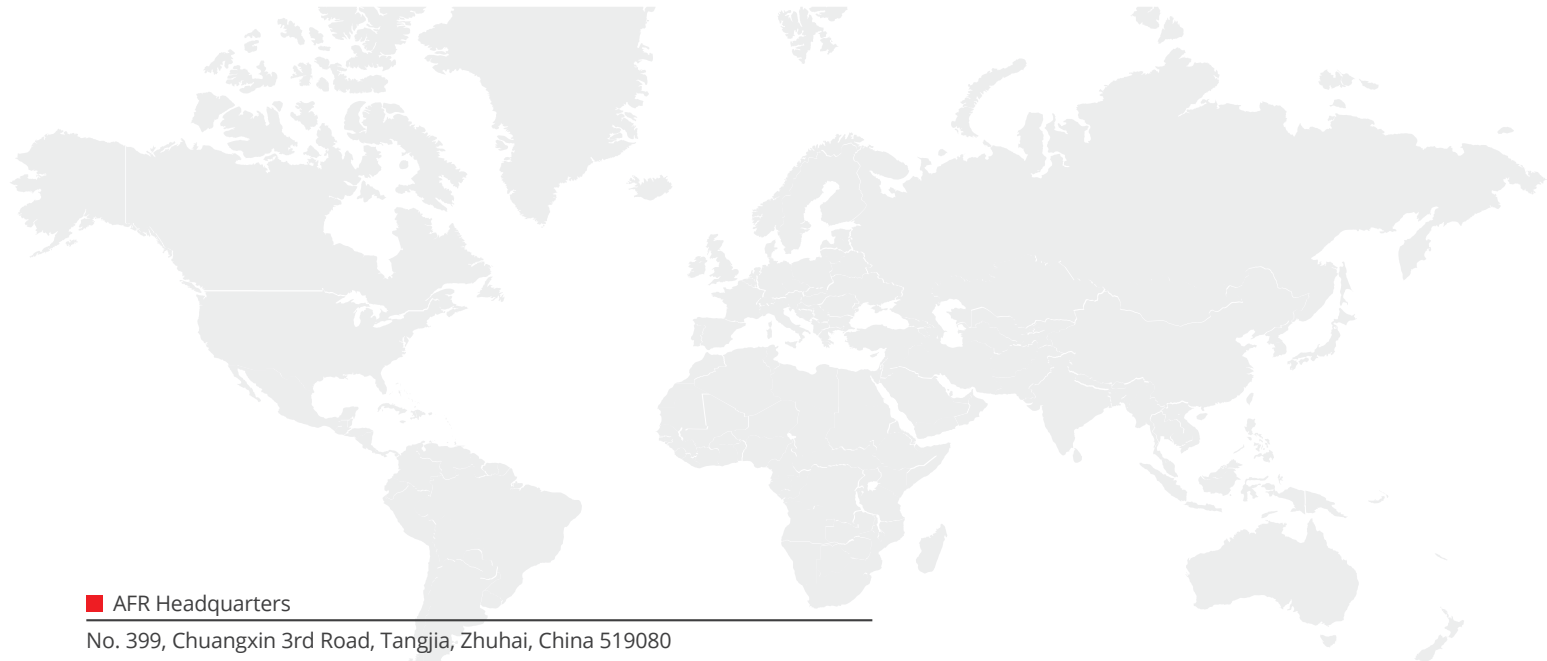 AFR Headquarters
No. 399, Chuangxin 3rd Road, Tangjia, Zhuhai, China 519080